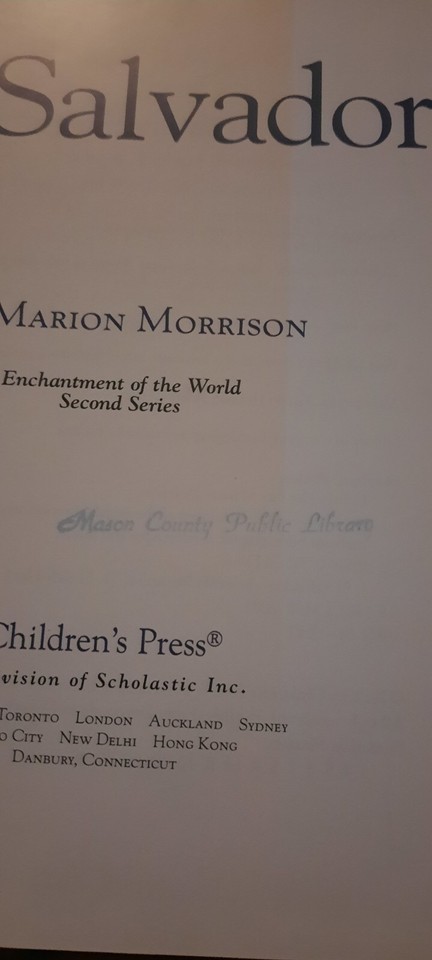 Salvador
MARION MORRISON
Enchantment of the World
Second Series
Mason County Public Library
Children's Press®
vision of Scholastic Inc.
TORONTO LONDON AUCKLAND SYDNEY
O CITY NEW DELHI HONG KONG
DANBURY, CONNECTICUT